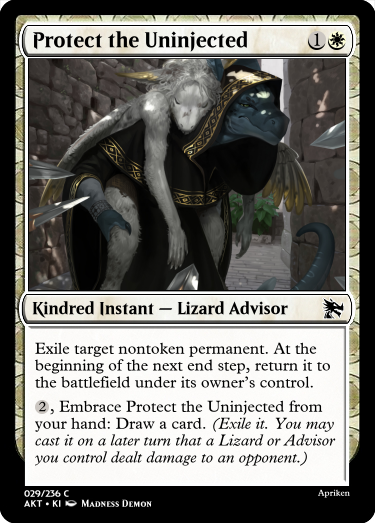 Protect the Uninjected 1
Kindred Instant — Lizard Advisor
Exile target nontoken permanent. At the
beginning of the next end step, return it to
the battlefield under its owner's control.
2, Embrace Protect the Uninjected from
your hand: Draw a card. (Exile it. You may
cast it on a later turn that a Lizard or Advisor
you control dealt damage to an opponent.)
029/236 C Apriken
AKT • KI Madness Demon